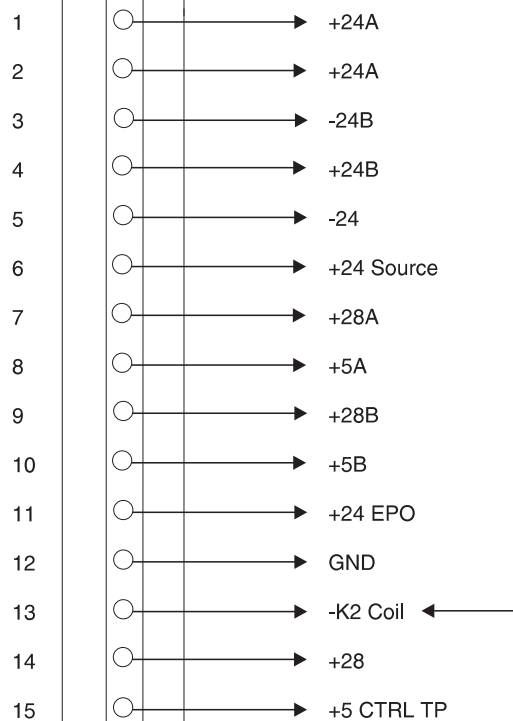 1 +24A
2 +24A
3 -24B
4 +24B
5 -24
6 +24 Source
7 +28A
8 +5A
9 +28B
10 +5B
11 +24 EPO
12 GND
13 -K2 Coil
14 +28
15 +5 CTRL TP